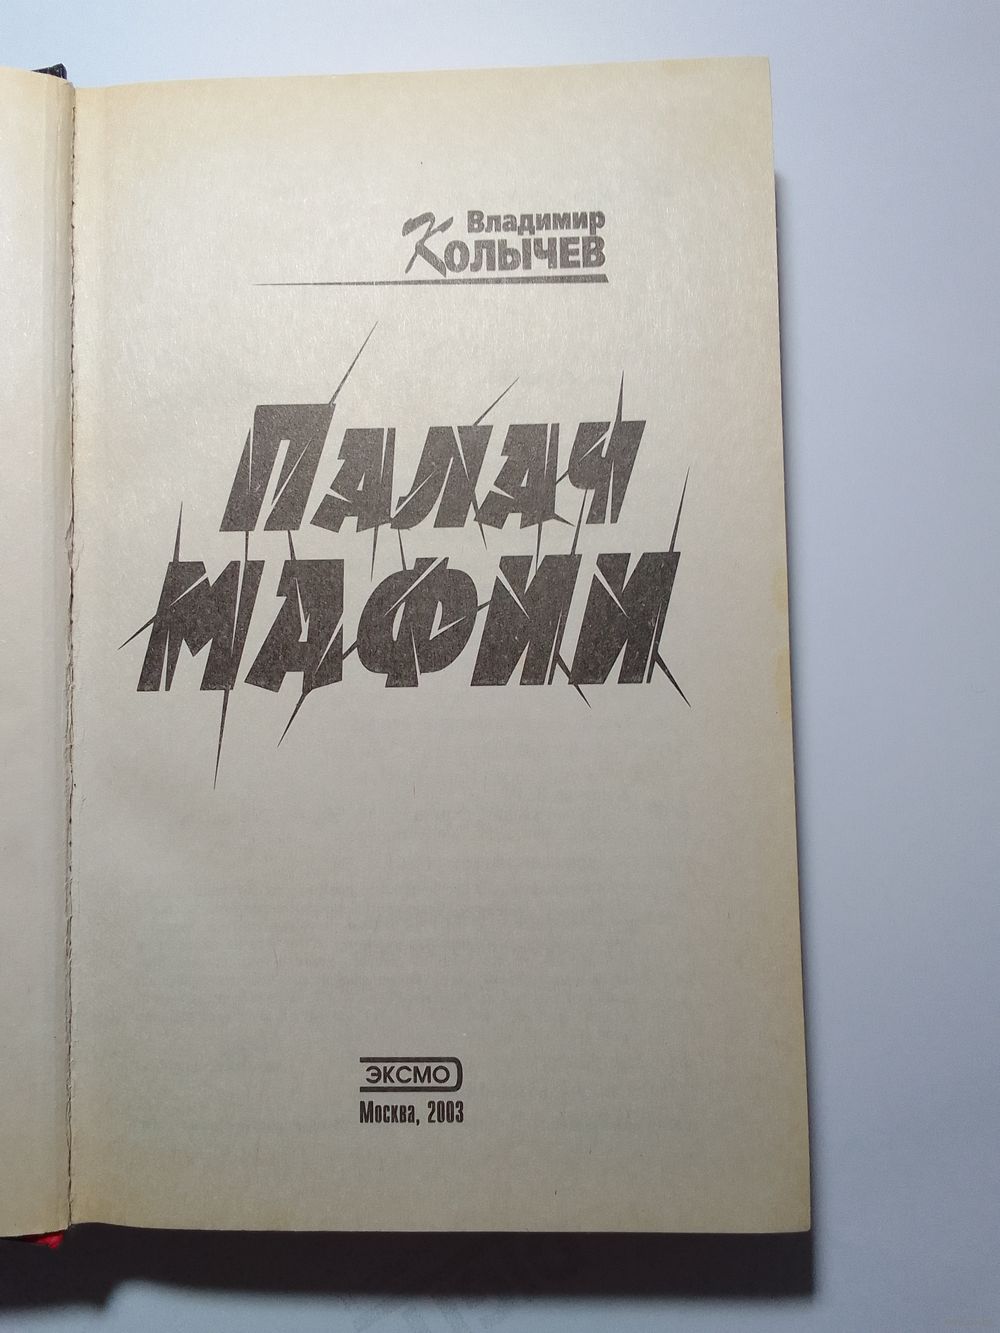 Владимир
КОЛЫЧЕВ
ПАЛАЧ
МАФИИ
ЭКСМО
Москва, 2003